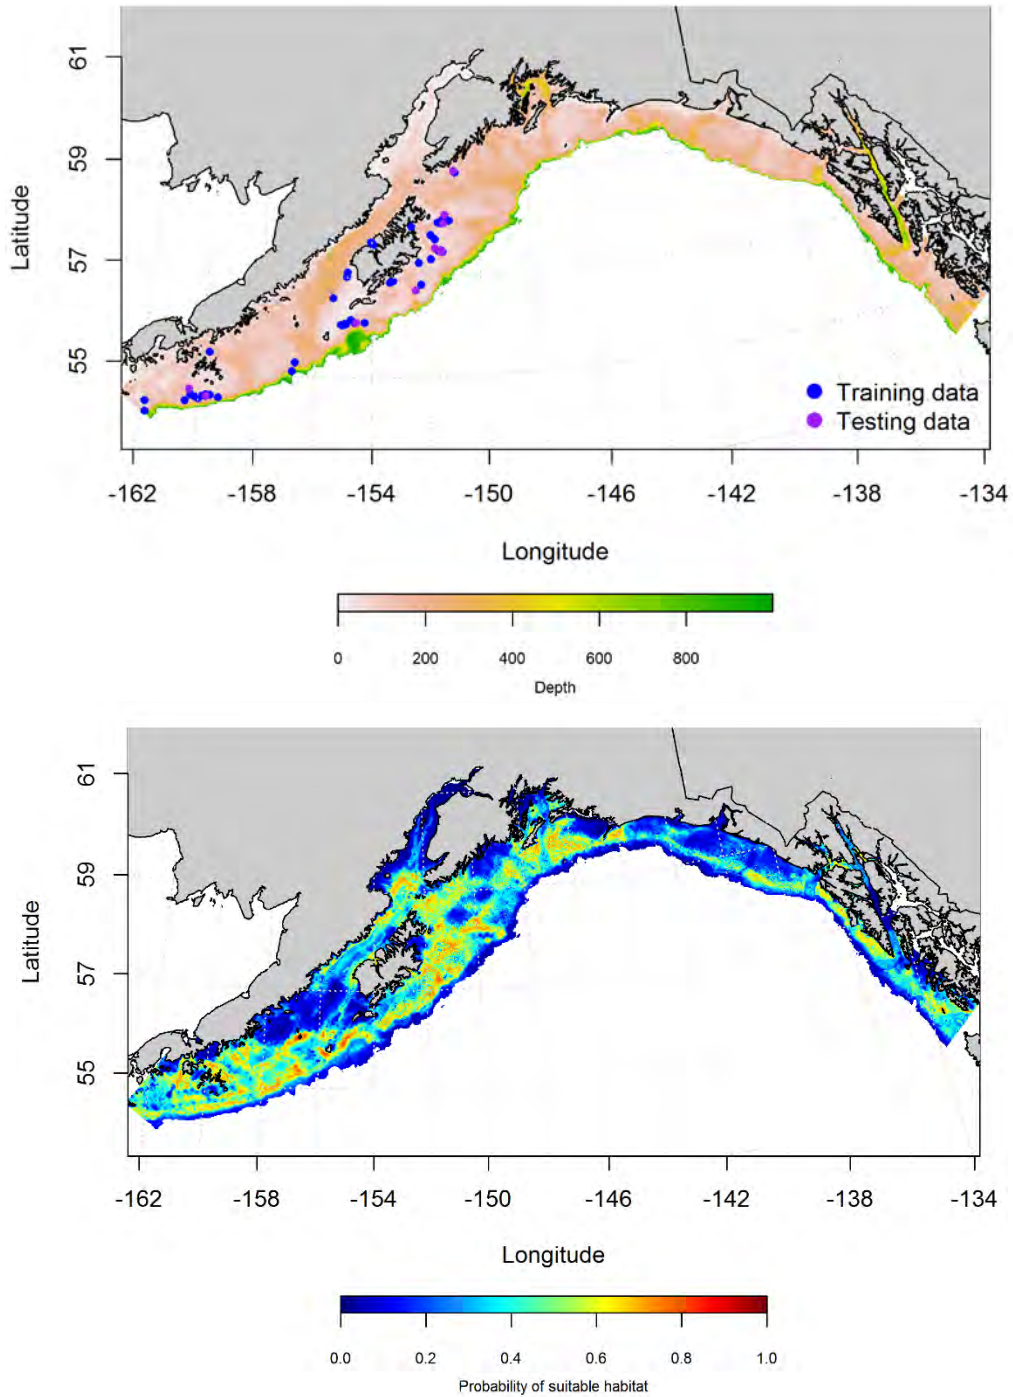 61
59
57
55
Latitude
Training data
Testing data
-162 -158 -154 -150 -146 -142 -138 -134
Longitude
0 200 400 600 800
Depth
61
59
57
55
Latitude
-162 -158 -154 -150 -146 -142 -138 -134
Longitude
0.0 0.2 0.4 0.6 0.8 1.0
Probability of suitable habitat